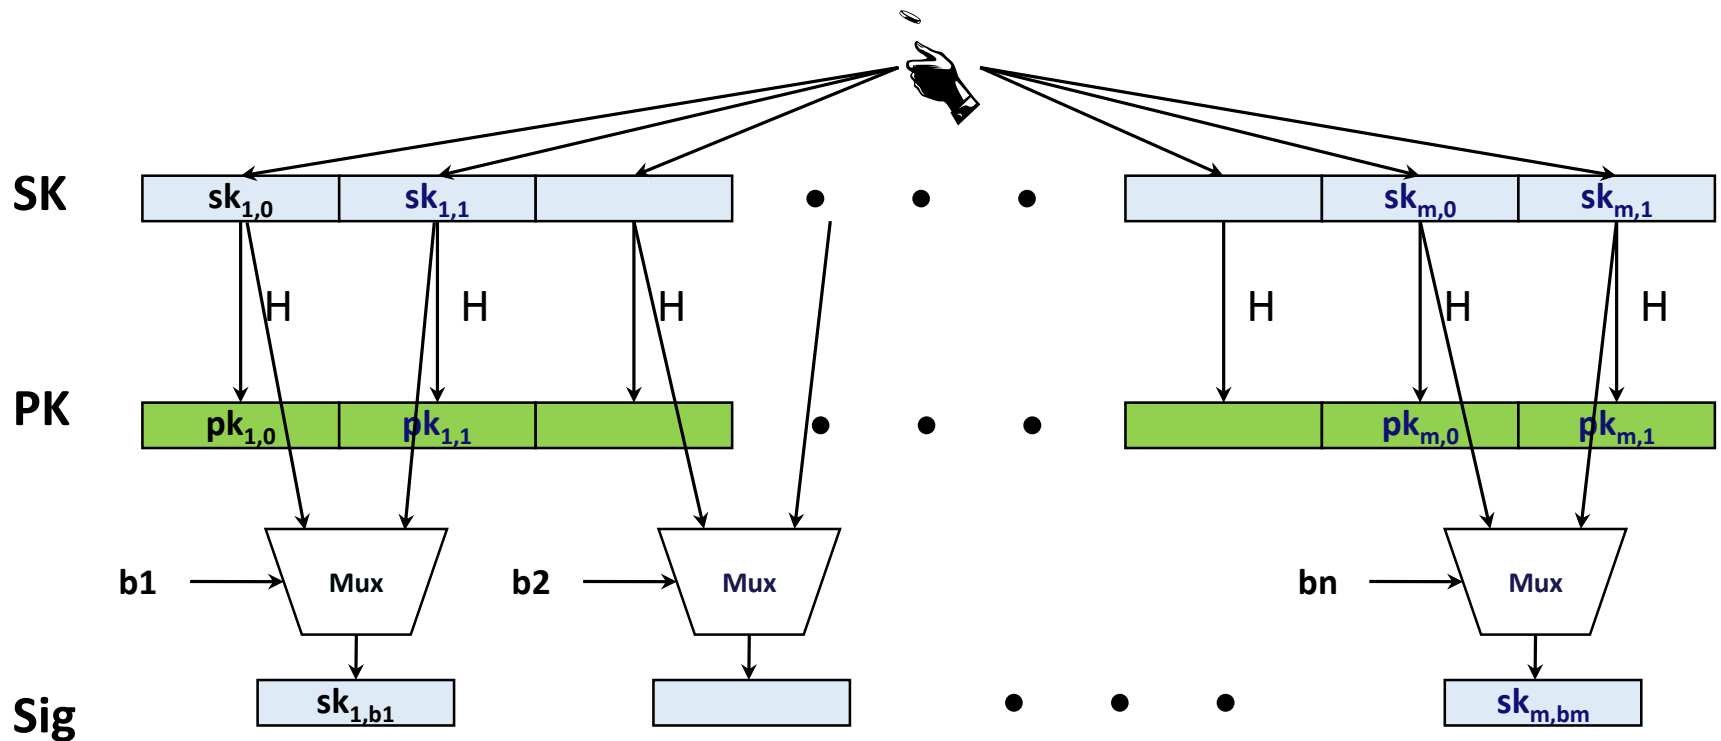 SK sk1,0 sk1,1 skm,0 skm,1
H H H H H H
PK pk1,0 pk1,1 pkm,0 pkm,1
b1 Mux b2 Mux bn Mux
Sig sk1,b1 skm,bm